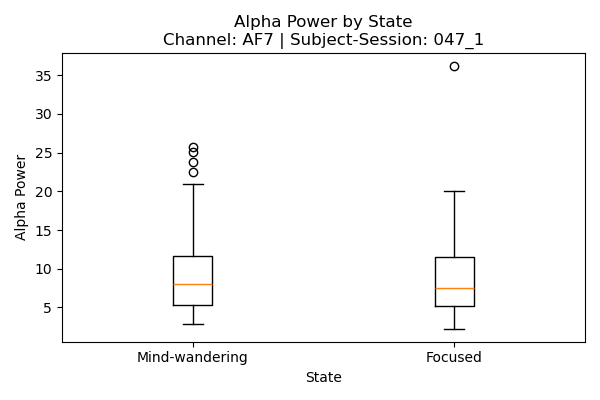 Alpha Power by State
Channel: AF7 | Subject-Session: 047_1
Alpha Power
35
30
25
20
15
10
5
Mind-wandering
Focused
State